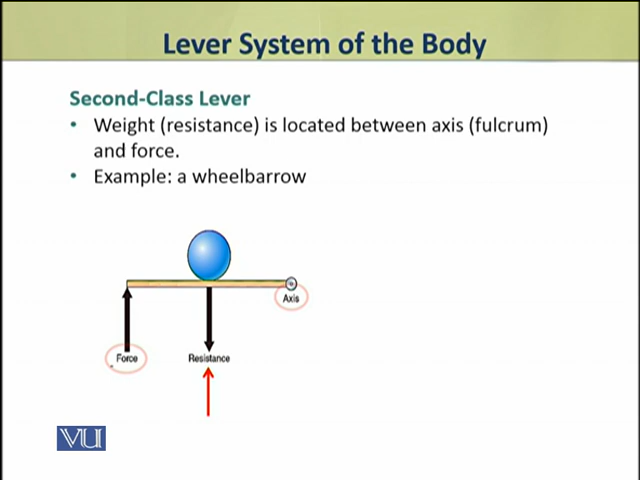 Lever System of the Body
Second-Class Lever
• Weight (resistance) is located between axis (fulcrum)
and force.
• Example: a wheelbarrow
Axis
Force
Resistance
VU